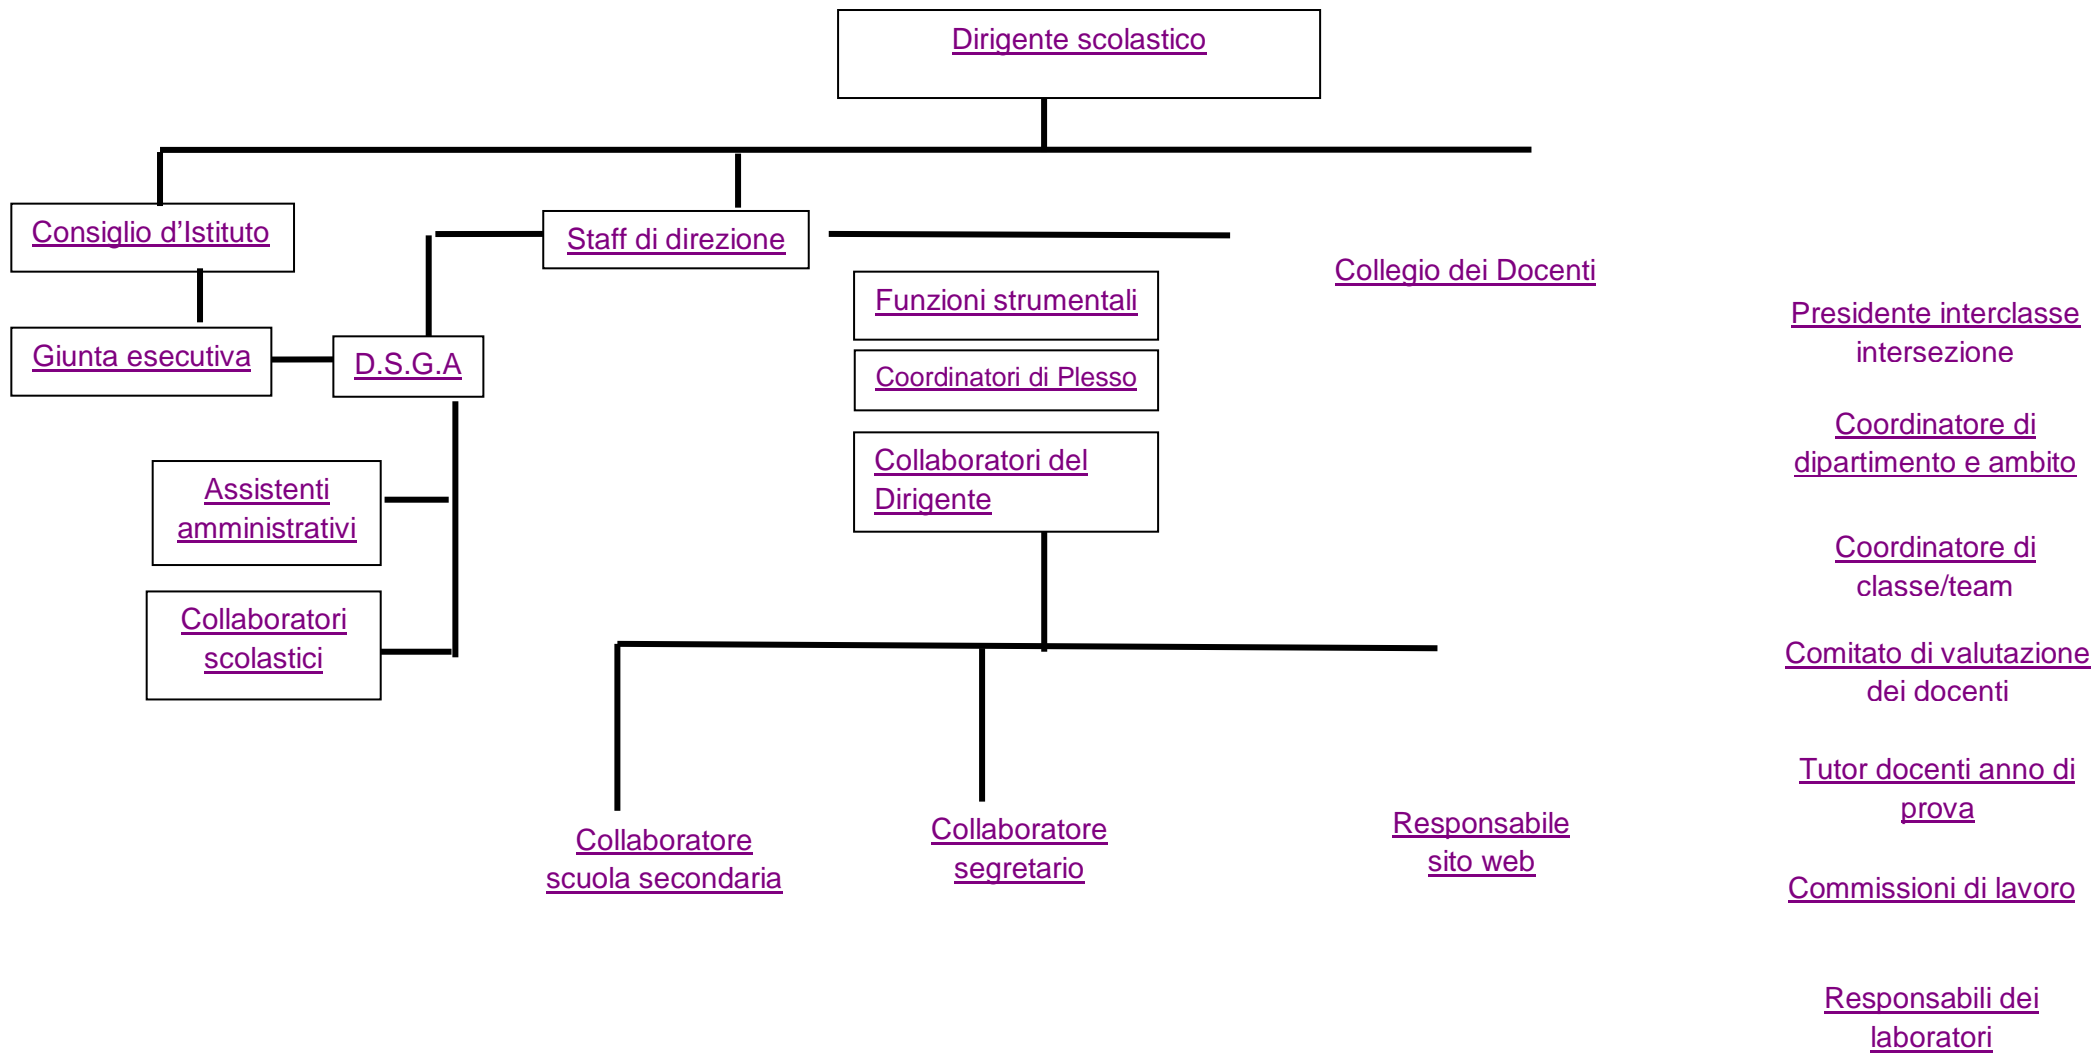 Dirigente scolastico
Consiglio d’Istituto
Staff di direzione
Collegio dei Docenti
Funzioni strumentali
Presidente interclasse
intersezione
Giunta esecutiva
D.S.G.A
Coordinatori di Plesso
Coordinatore di
dipartimento e ambito
Collaboratori del
Dirigente
Assistenti
amministrativi
Coordinatore di
classe/team
Collaboratori
scolastici
Comitato di valutazione
dei docenti
Tutor docenti anno di
prova
Collaboratore
scuola secondaria
Collaboratore
segretario
Responsabile
sito web
Commissioni di lavoro
Responsabili dei
laboratori